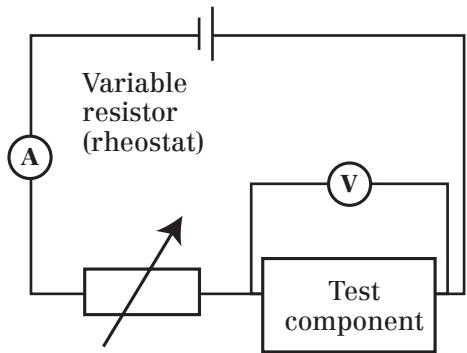 Variable
resistor
(rheostat)
A
V
Test
component